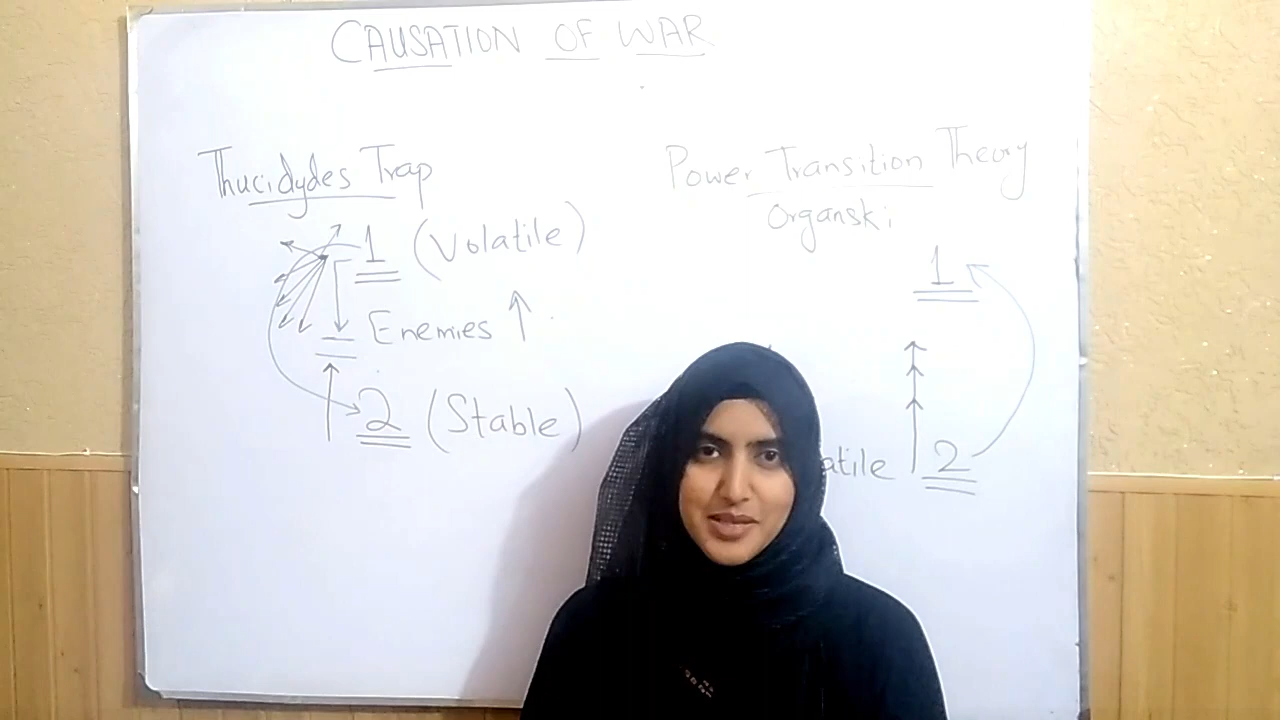 CAUSATION OF WAR
Thucidydes Trap
1 (Volatile)
Enemies ↑
2 (Stable)
Power Transition Theory
Organski
1
atile 2